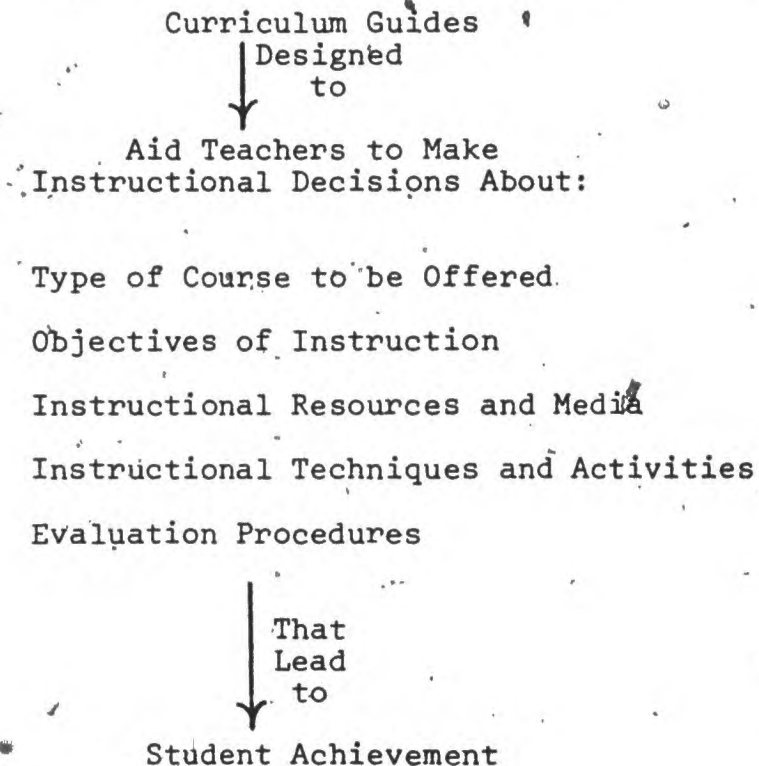 Curriculum Guides
Designed
to
Aid Teachers to Make
Instructional Decisions About:
Type of Course to be Offered
Objectives of Instruction
Instructional Resources and Media
Instructional Techniques and Activities
Evaluation Procedures
That
Lead
to
Student Achievement